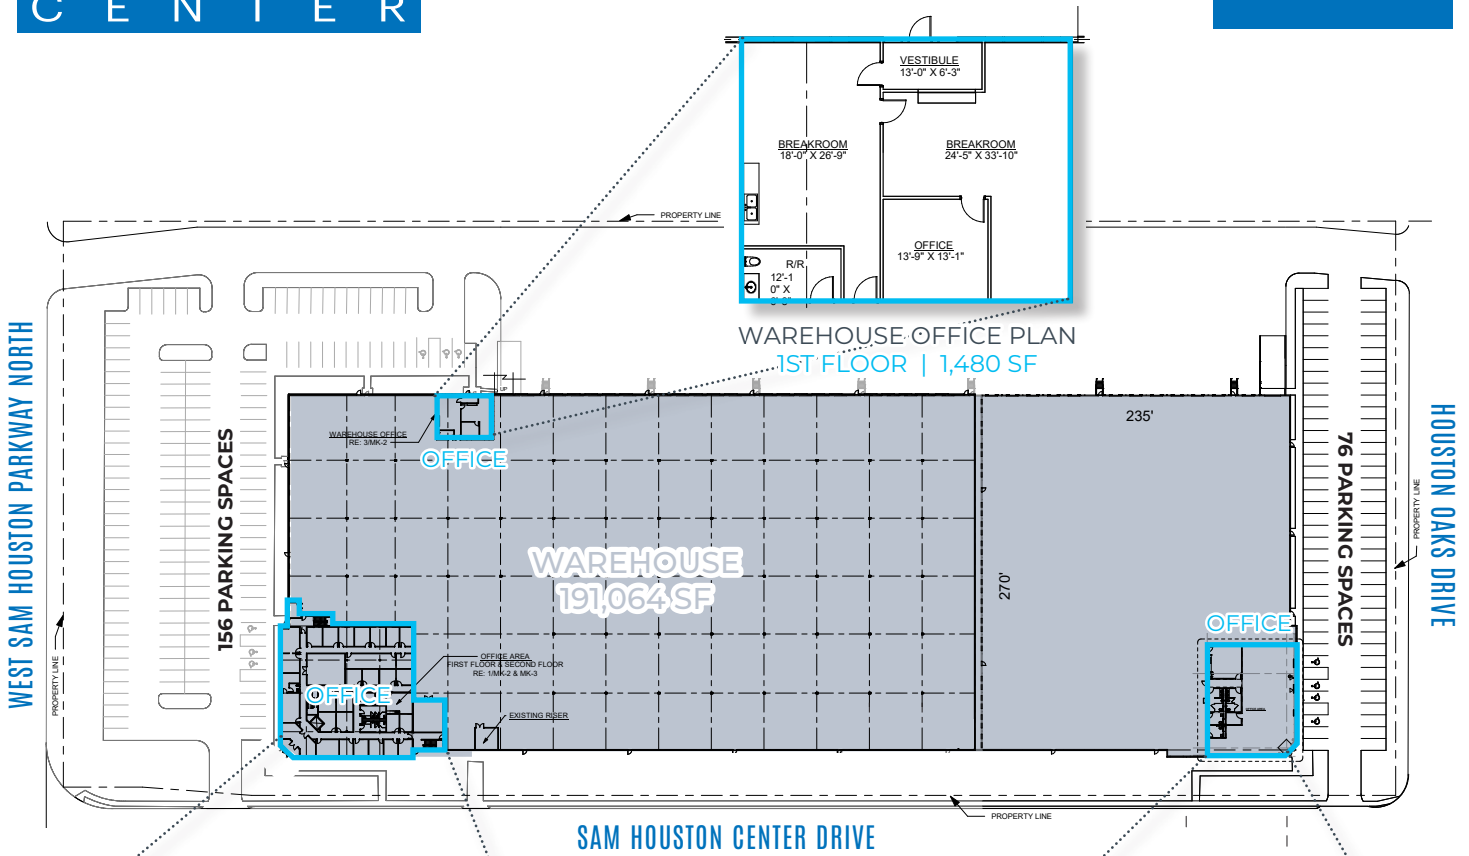 CENTER
VESTIBULE
13'-0" X 6'-3"
BREAKROOM
18'-0" X 26'-9"
BREAKROOM
24'-5" X 33'-10"
OFFICE
13'-9" X 13'-1"
R/R
12'-1
0" X
PROPERTY LINE
WAREHOUSE OFFICE PLAN
1ST FLOOR | 1,480 SF
UP
WAREHOUSE OFFICE
RE: 3/MK-2
OFFICE
235'
270'
WAREHOUSE
191,064 SF
156 PARKING SPACES
76 PARKING SPACES
WEST SAM HOUSTON PARKWAY NORTH
HOUSTON OAKS DRIVE
PROPERTY LINE
PROPERTY LINE
OFFICE
OFFICE AREA
FIRST FLOOR & SECOND FLOOR
RE: 1/MK-2 & MK-3
OFFICE
EXISTING RISER
PROPERTY LINE
SAM HOUSTON CENTER DRIVE